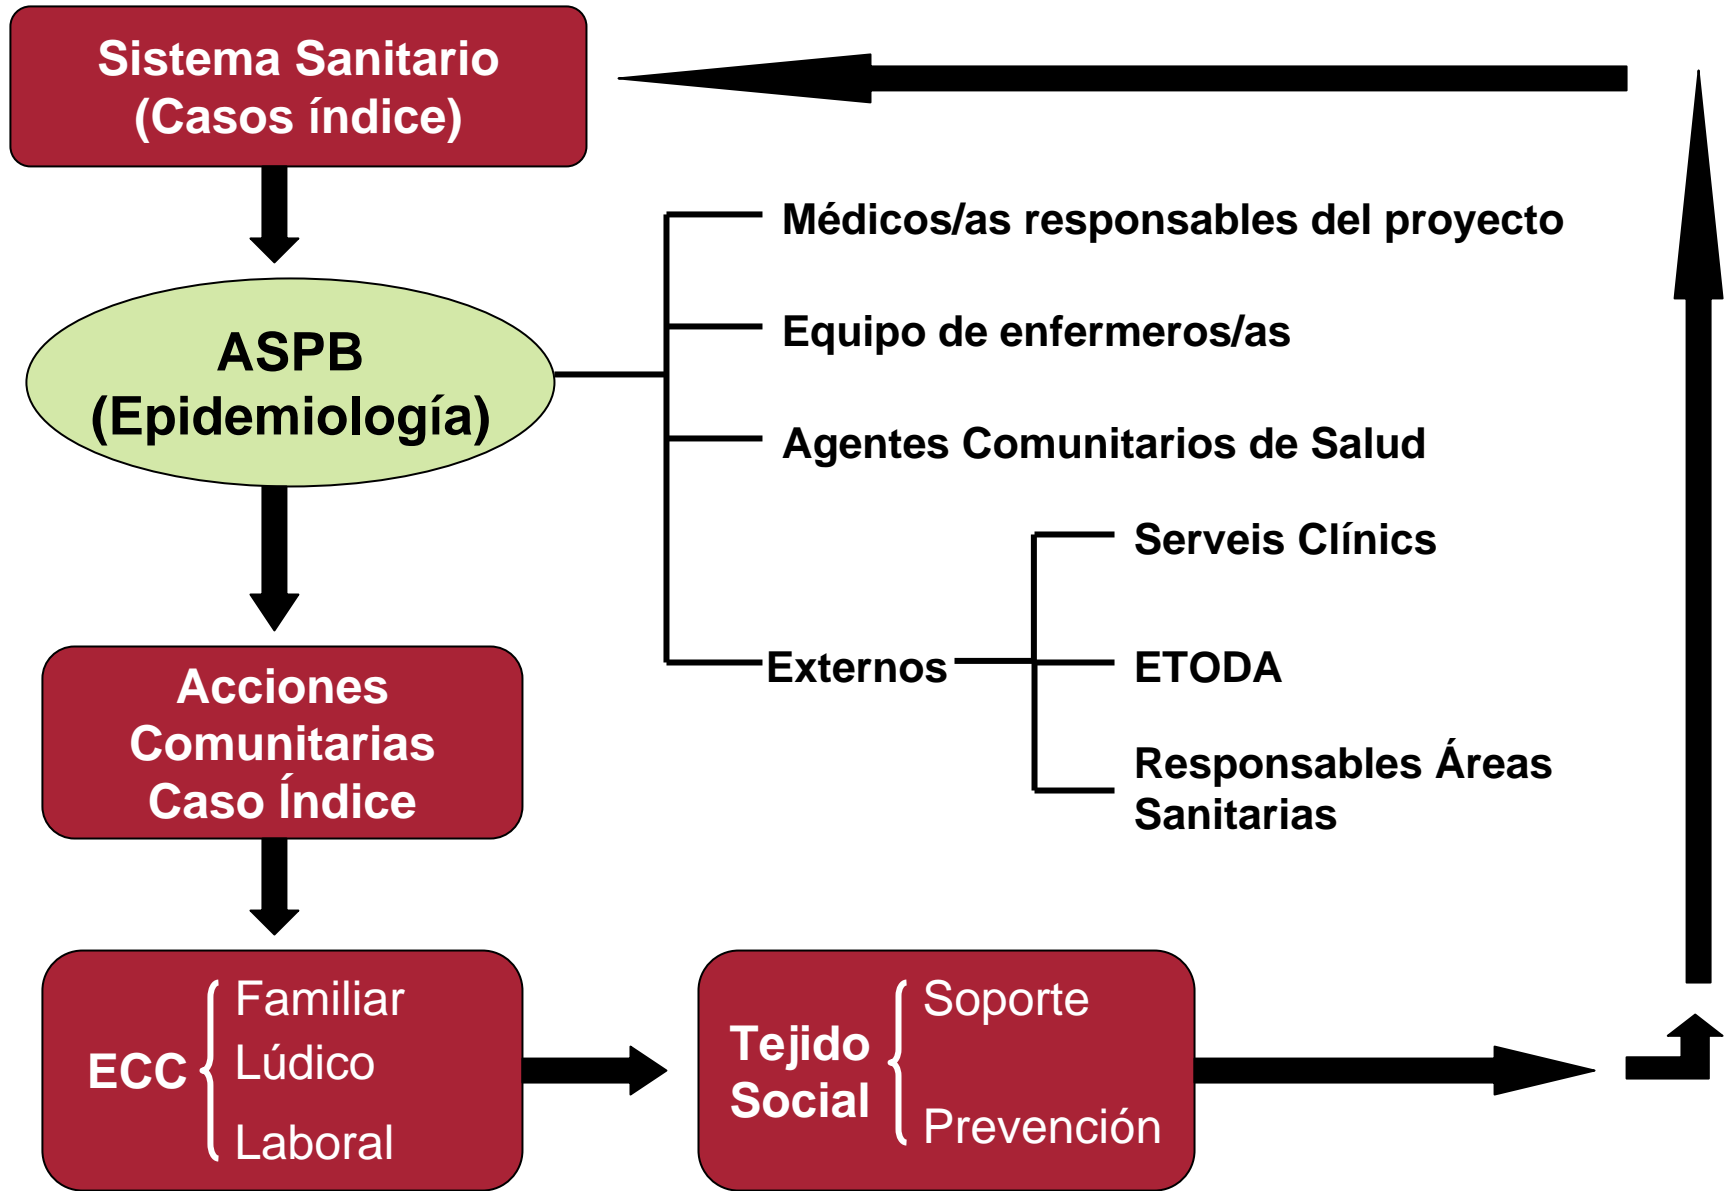 Sistema Sanitario
(Casos índice)
Médicos/as responsables del proyecto
Equipo de enfermeros/as
ASPB
(Epidemiología)
Agentes Comunitarios de Salud
Serveis Clínics
Externos
ETODA
Responsables Áreas
Sanitarias
Acciones
Comunitarias
Caso Índice
ECC
Familiar
Lúdico
Laboral
Tejido
Social
Soporte
Prevención